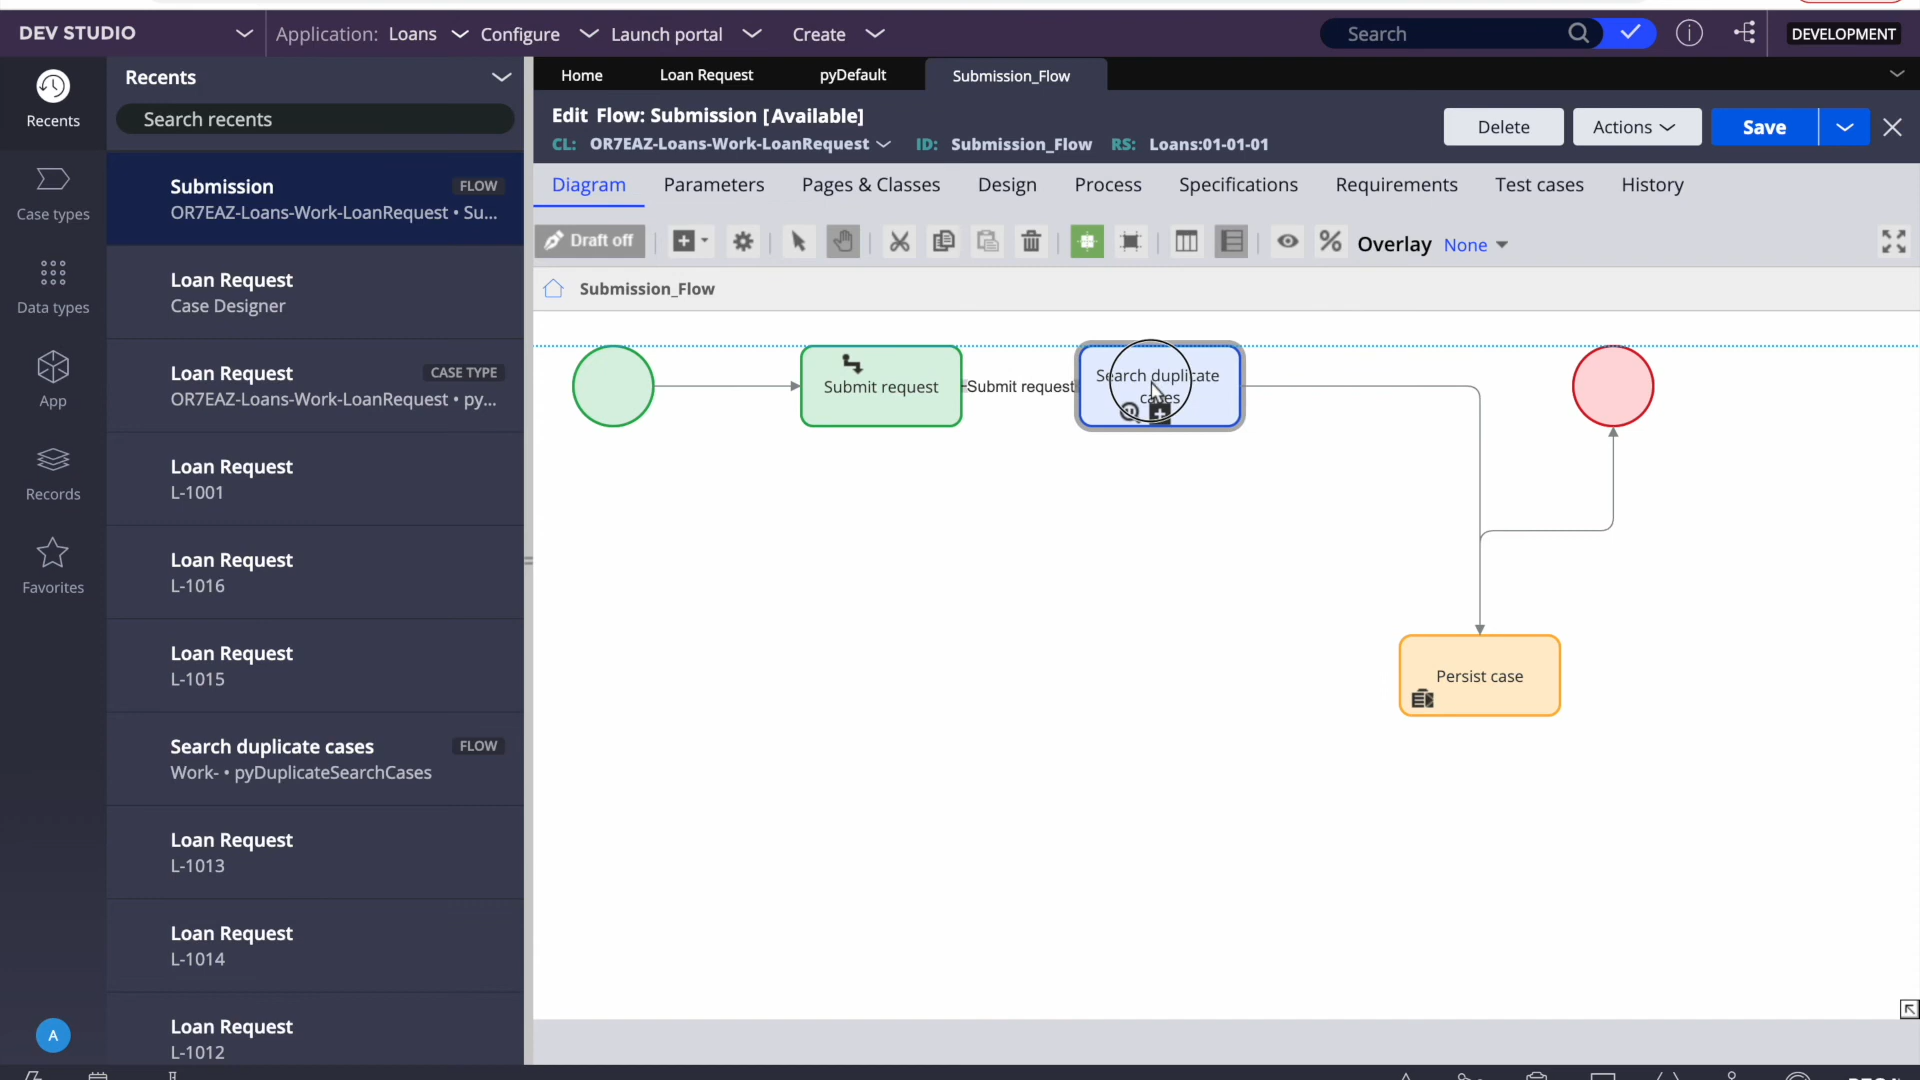 DEV STUDIO
Application: Loans
Configure
Launch portal
Create
Search
DEVELOPMENT
Recents
Case types
Data types
App
Records
Favorites
A
Recents
Search recents
Submission FLOW
OR7EAZ-Loans-Work-LoanRequest • Su...
Loan Request
Case Designer
Loan Request CASE TYPE
OR7EAZ-Loans-Work-LoanRequest • py...
Loan Request
L-1001
Loan Request
L-1016
Loan Request
L-1015
Search duplicate cases FLOW
Work- • pyDuplicateSearchCases
Loan Request
L-1013
Loan Request
L-1014
Loan Request
L-1012
Home
Loan Request
pyDefault
Submission_Flow
Edit Flow: Submission [Available]
CL: OR7EAZ-Loans-Work-LoanRequest ID: Submission_Flow RS: Loans:01-01-01
Delete
Actions
Save
Diagram
Parameters
Pages & Classes
Design
Process
Specifications
Requirements
Test cases
History
Draft off
Overlay None
Submission_Flow
Submit request
Submit request
Search duplicate
cases
Persist case